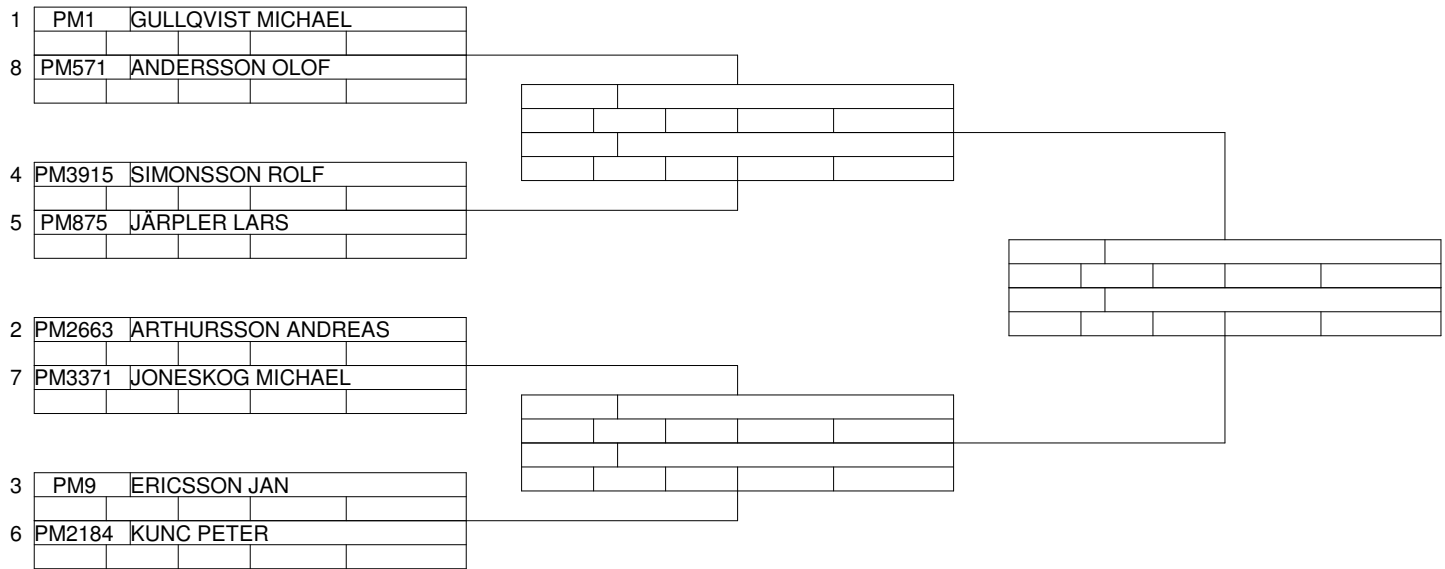 1 PM1 GULLQVIST MICHAEL
8 PM571 ANDERSSON OLOF
4 PM3915 SIMONSSON ROLF
5 PM875 JÄRPLER LARS
2 PM2663 ARTHURSSON ANDREAS
7 PM3371 JONESKOG MICHAEL
3 PM9 ERICSSON JAN
6 PM2184 KUNC PETER